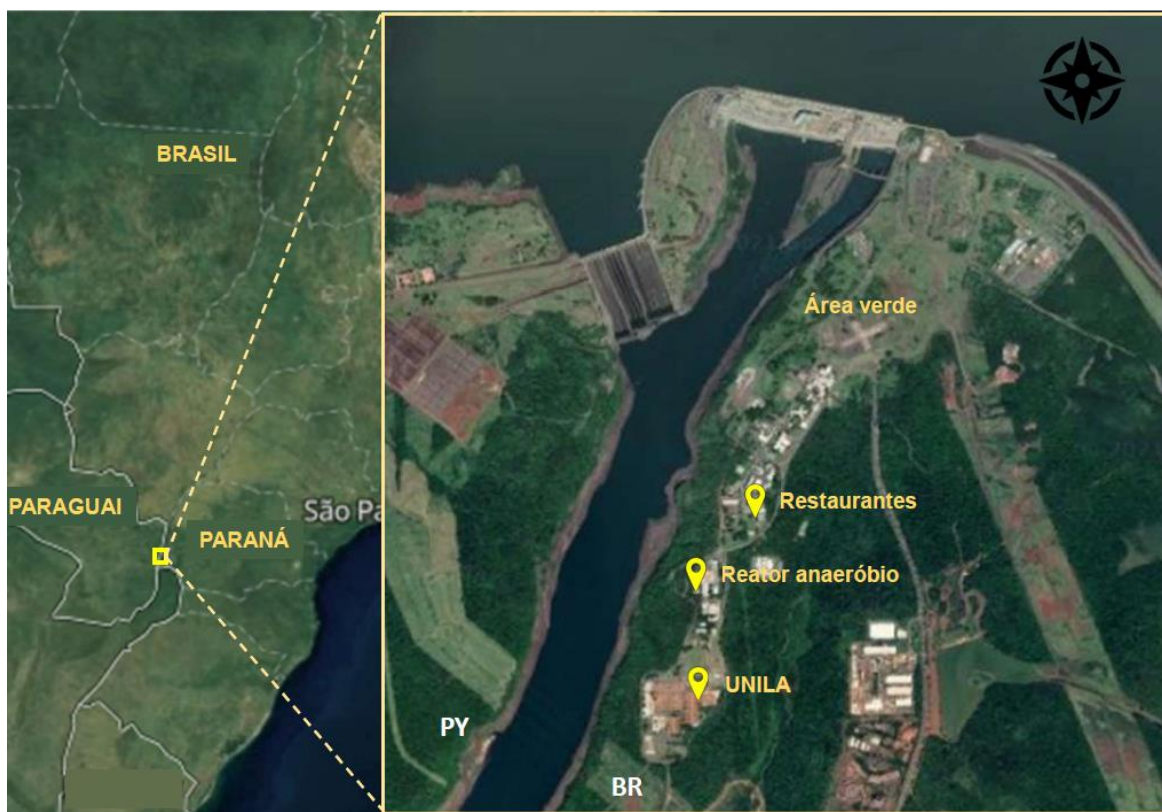 BRASIL
PARAGUAI
PARANÁ
São Pa
Área verde
Restaurantes
Reator anaeróbio
UNILA
PY
BR